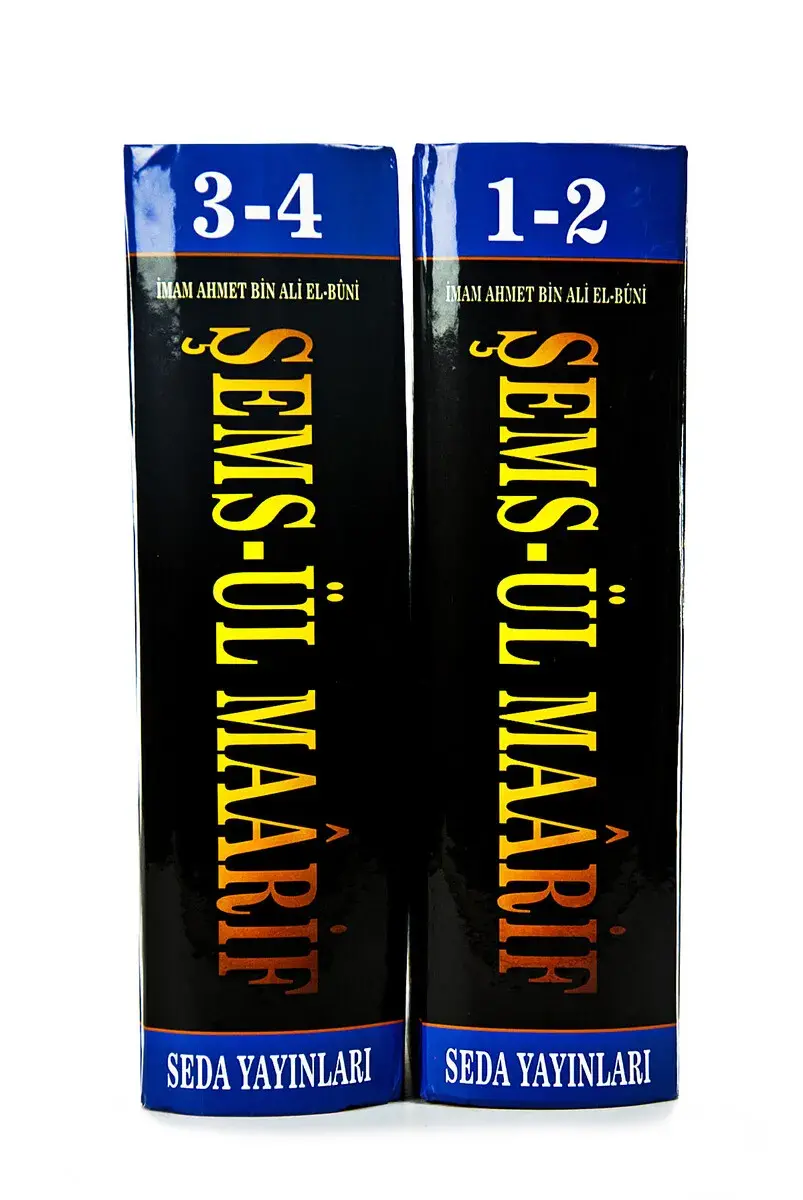 3-4
İMAM AHMET BİN ALİ EL-BÛNİ
ŞEMS-ÜL MAÂRİF
SEDA YAYINLARI
1-2
İMAM AHMET BİN ALİ EL-BÛNİ
ŞEMS-ÜL MAÂRİF
SEDA YAYINLARI